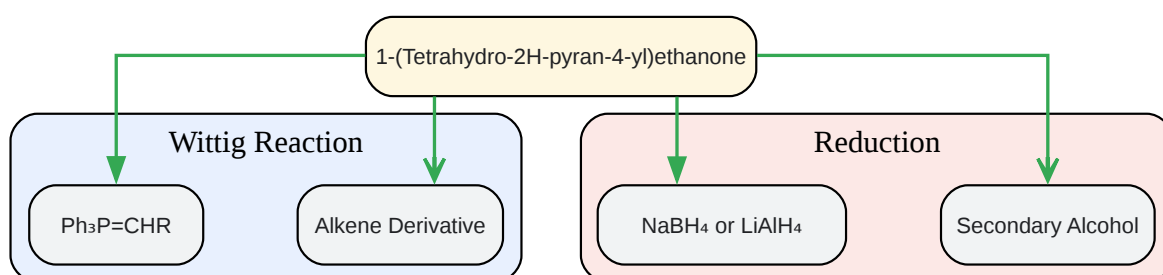 1-(Tetrahydro-2H-pyran-4-yl)ethanone
Wittig Reaction
Reduction
Ph₃P=CHR
Alkene Derivative
NaBH₄ or LiAlH₄
Secondary Alcohol